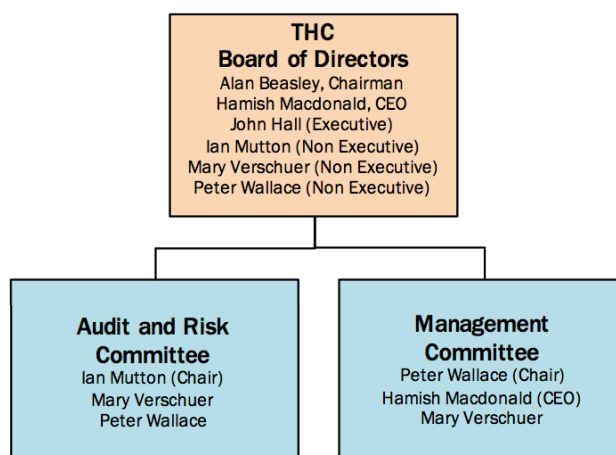 THC
Board of Directors
Alan Beasley, Chairman
Hamish Macdonald, CEO
John Hall (Executive)
Ian Mutton (Non Executive)
Mary Verschuer (Non Executive)
Peter Wallace (Non Executive)
Audit and Risk
Committee
Ian Mutton (Chair)
Mary Verschuer
Peter Wallace
Management
Committee
Peter Wallace (Chair)
Hamish Macdonald (CEO)
Mary Verschuer